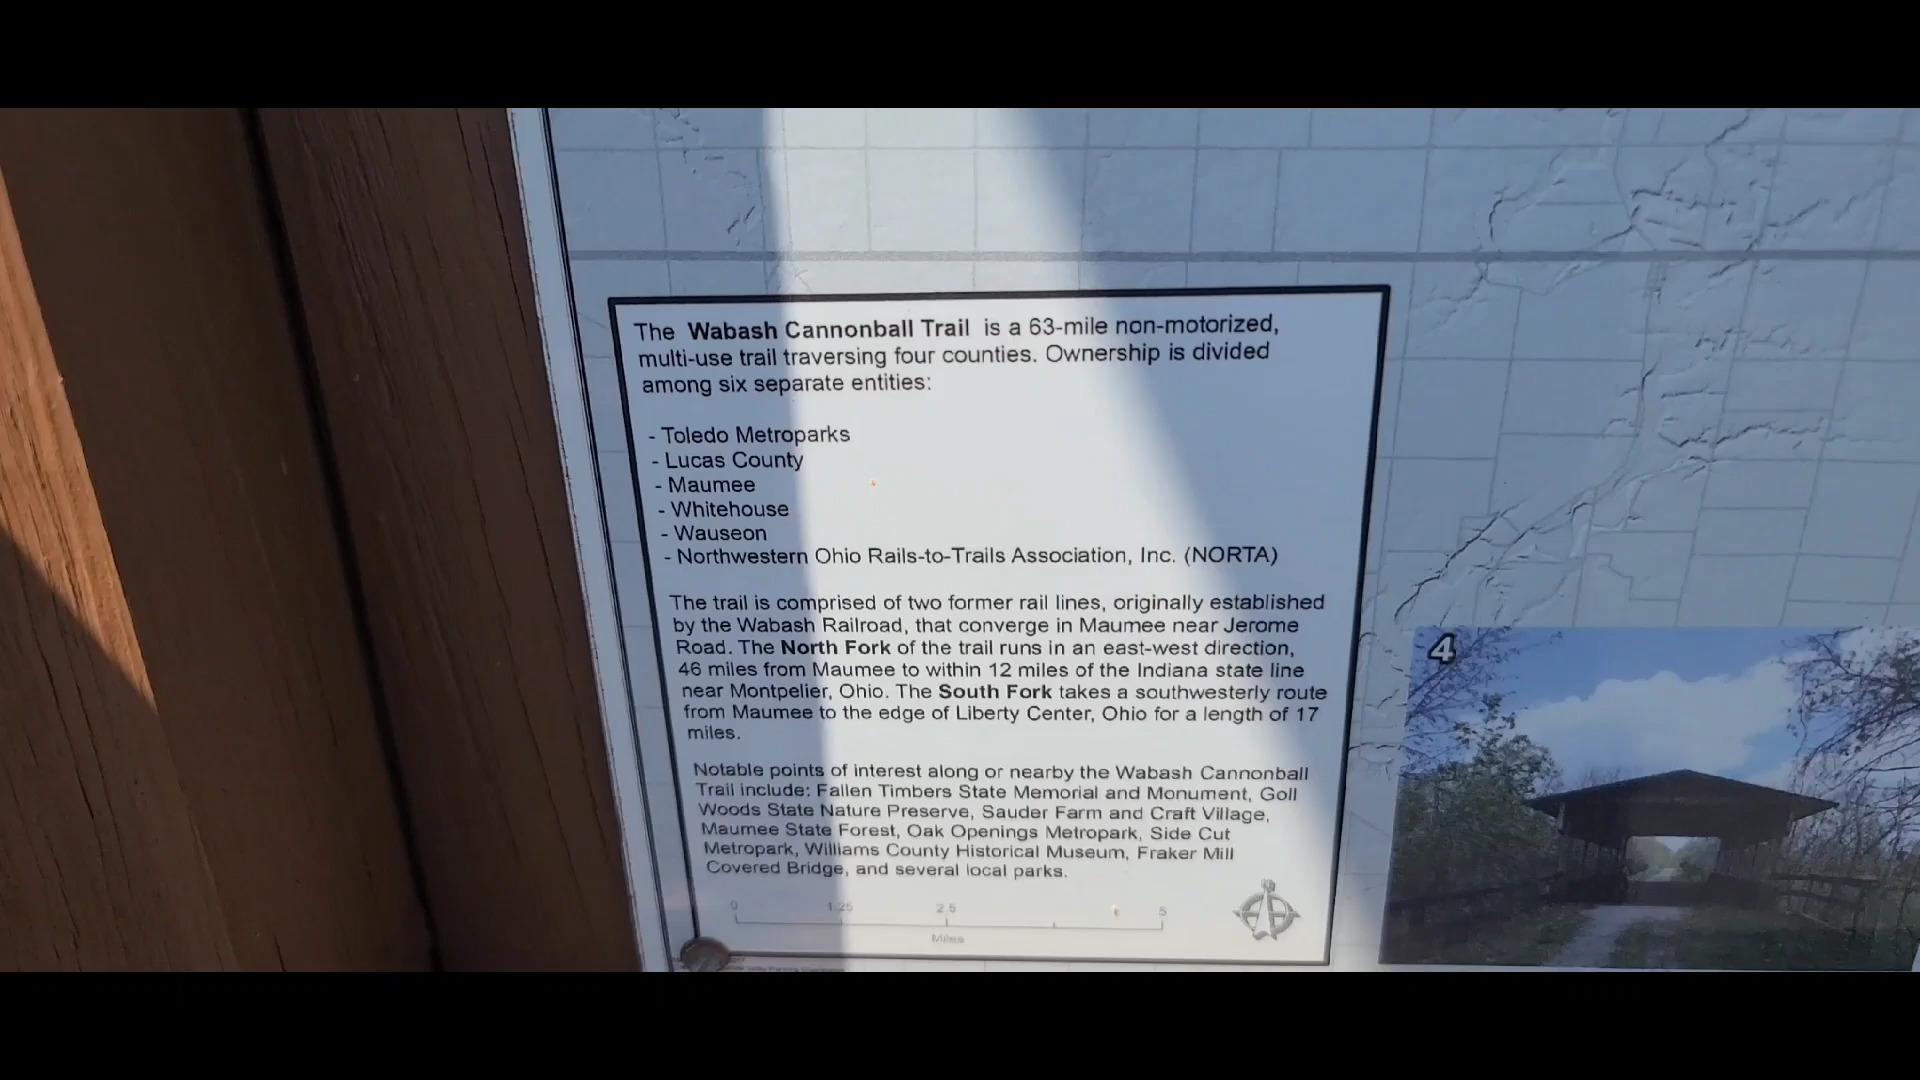 The Wabash Cannonball Trail is a 63-mile non-motorized,
multi-use trail traversing four counties. Ownership is divided
among six separate entities:
- Toledo Metroparks
- Lucas County
- Maumee
- Whitehouse
- Wauseon
- Northwestern Ohio Rails-to-Trails Association, Inc. (NORTA)
The trail is comprised of two former rail lines, originally established
by the Wabash Railroad, that converge in Maumee near Jerome
Road. The North Fork of the trail runs in an east-west direction,
46 miles from Maumee to within 12 miles of the Indiana state line
near Montpelier, Ohio. The South Fork takes a southwesterly route
from Maumee to the edge of Liberty Center, Ohio for a length of 17
miles.
Notable points of interest along or nearby the Wabash Cannonball
Trail include: Fallen Timbers State Memorial and Monument, Goll
Woods State Nature Preserve, Sauder Farm and Craft Village,
Maumee State Forest, Oak Openings Metropark, Side Cut
Metropark, Williams County Historical Museum, Fraker Mill
Covered Bridge, and several local parks.
0 1.25 2.5 5
Miles
4